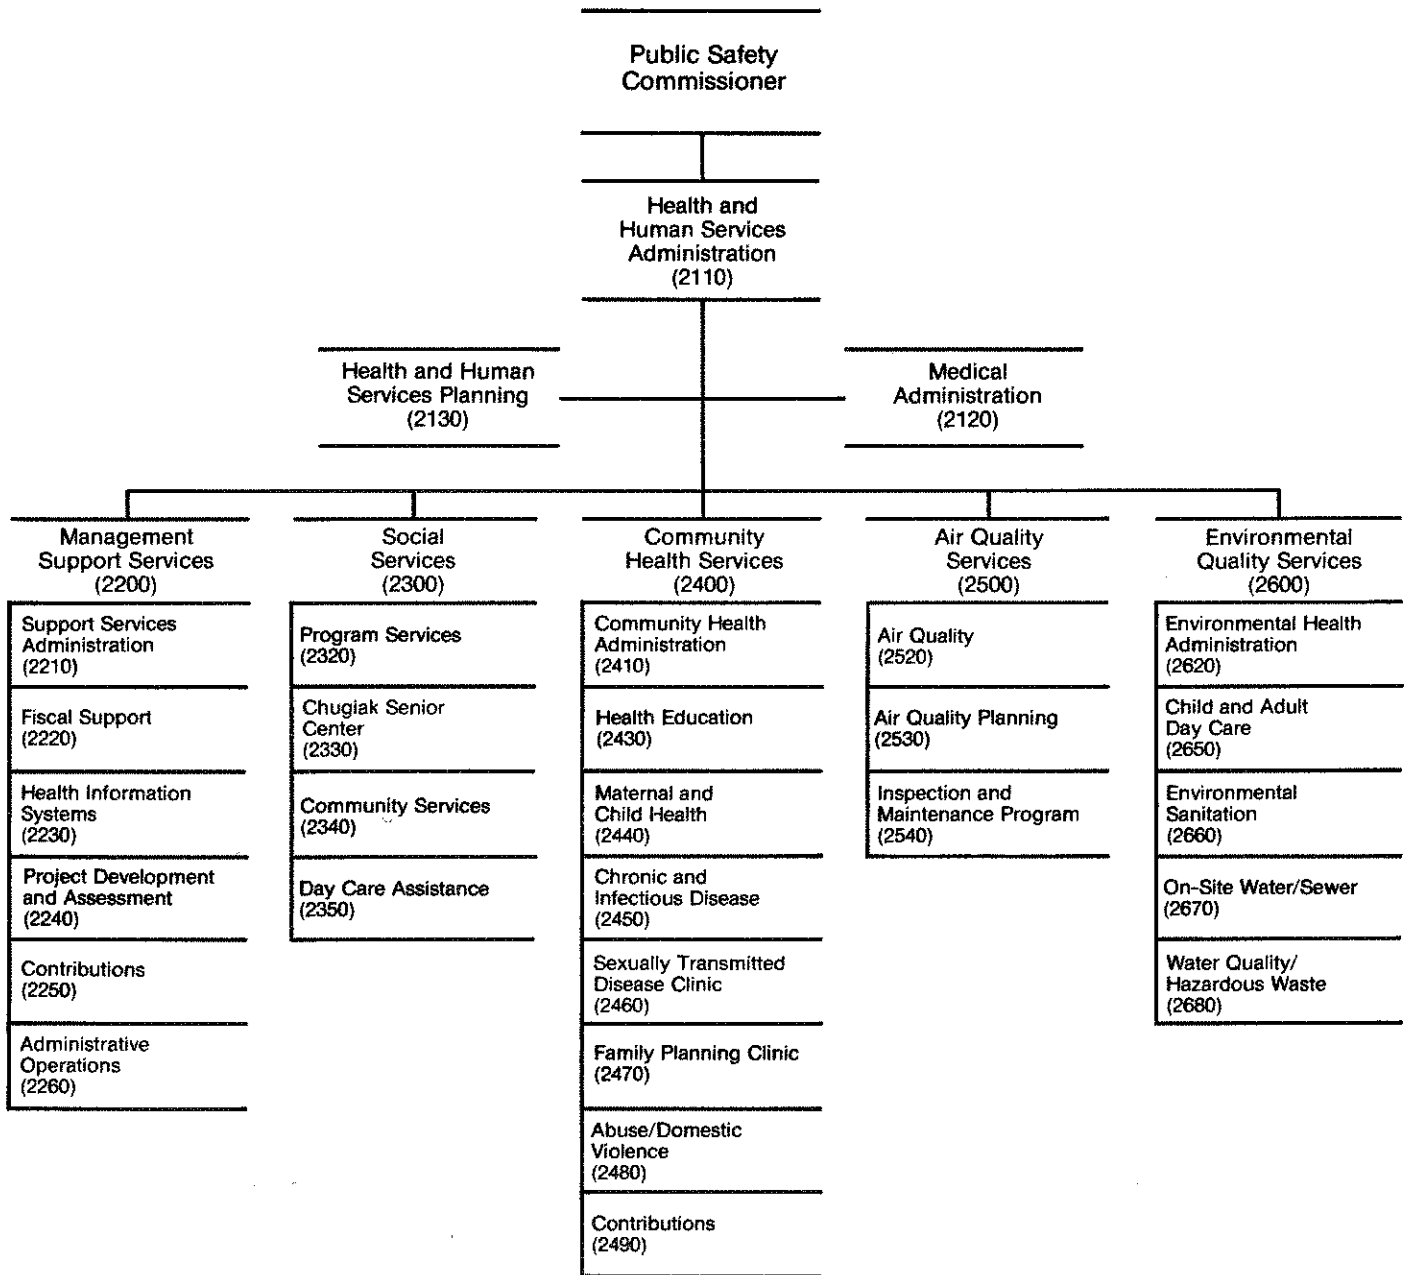 Public Safety
Commissioner
Health and
Human Services
Administration
(2110)
Health and Human
Services Planning
(2130)
Medical
Administration
(2120)
Management
Support Services
(2200)
Support Services
Administration
(2210)
Fiscal Support
(2220)
Health Information
Systems
(2230)
Project Development
and Assessment
(2240)
Contributions
(2250)
Administrative
Operations
(2260)
Social
Services
(2300)
Program Services
(2320)
Chugiak Senior
Center
(2330)
Community Services
(2340)
Day Care Assistance
(2350)
Community
Health Services
(2400)
Community Health
Administration
(2410)
Health Education
(2430)
Maternal and
Child Health
(2440)
Chronic and
Infectious Disease
(2450)
Sexually Transmitted
Disease Clinic
(2460)
Family Planning Clinic
(2470)
Abuse/Domestic
Violence
(2480)
Contributions
(2490)
Air Quality
Services
(2500)
Air Quality
(2520)
Air Quality Planning
(2530)
Inspection and
Maintenance Program
(2540)
Environmental
Quality Services
(2600)
Environmental Health
Administration
(2620)
Child and Adult
Day Care
(2650)
Environmental
Sanitation
(2660)
On-Site Water/Sewer
(2670)
Water Quality/
Hazardous Waste
(2680)